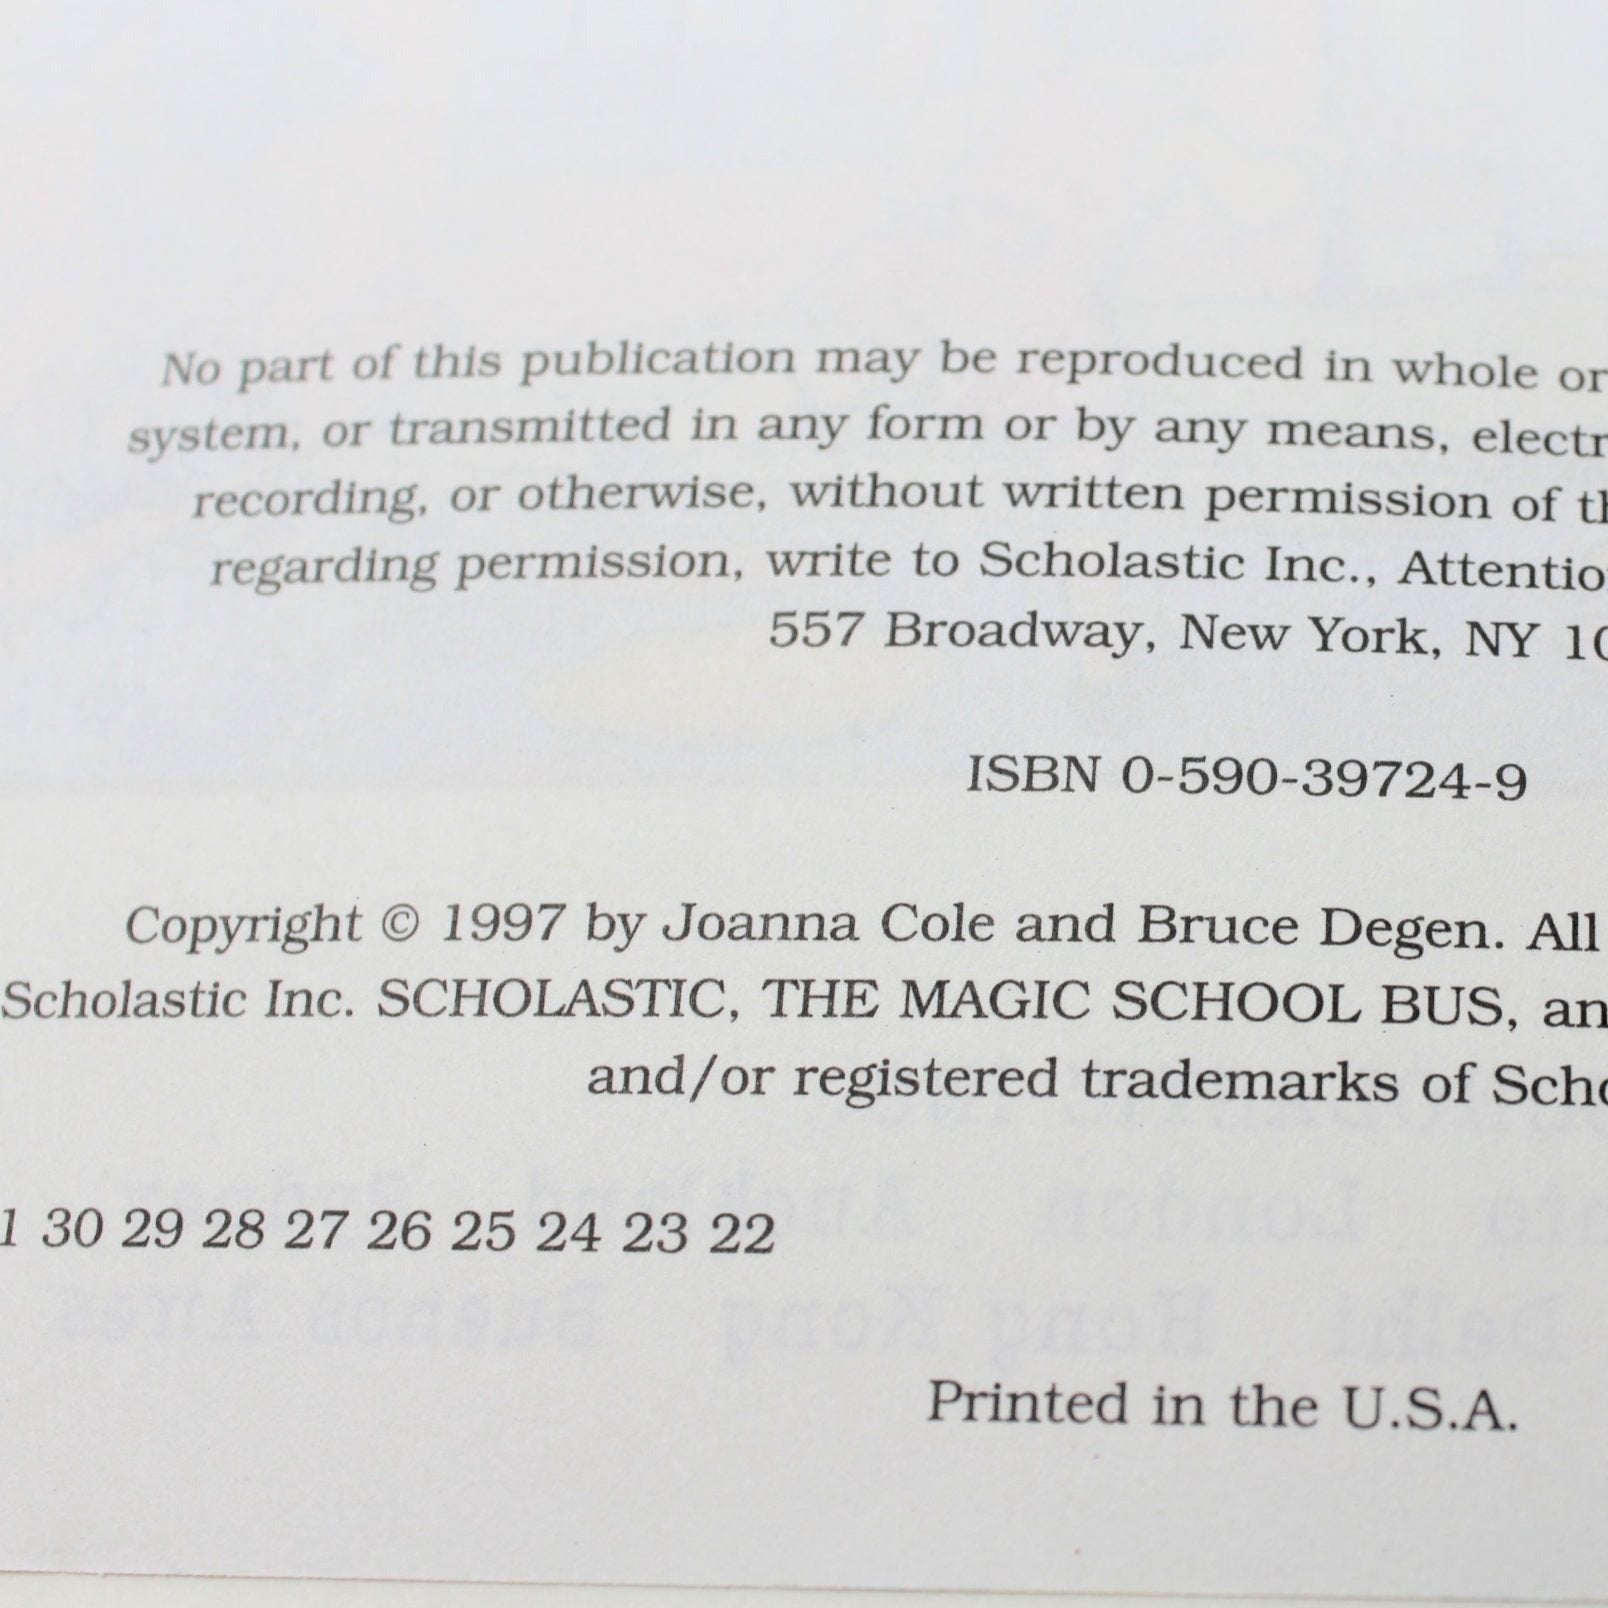 No part of this publication may be reproduced in whole or
system, or transmitted in any form or by any means, electr
recording, or otherwise, without written permission of th
regarding permission, write to Scholastic Inc., Attentio
557 Broadway, New York, NY 10
ISBN 0-590-39724-9
Copyright © 1997 by Joanna Cole and Bruce Degen. All
Scholastic Inc. SCHOLASTIC, THE MAGIC SCHOOL BUS, an
and/or registered trademarks of Scho
1 30 29 28 27 26 25 24 23 22
Printed in the U.S.A.